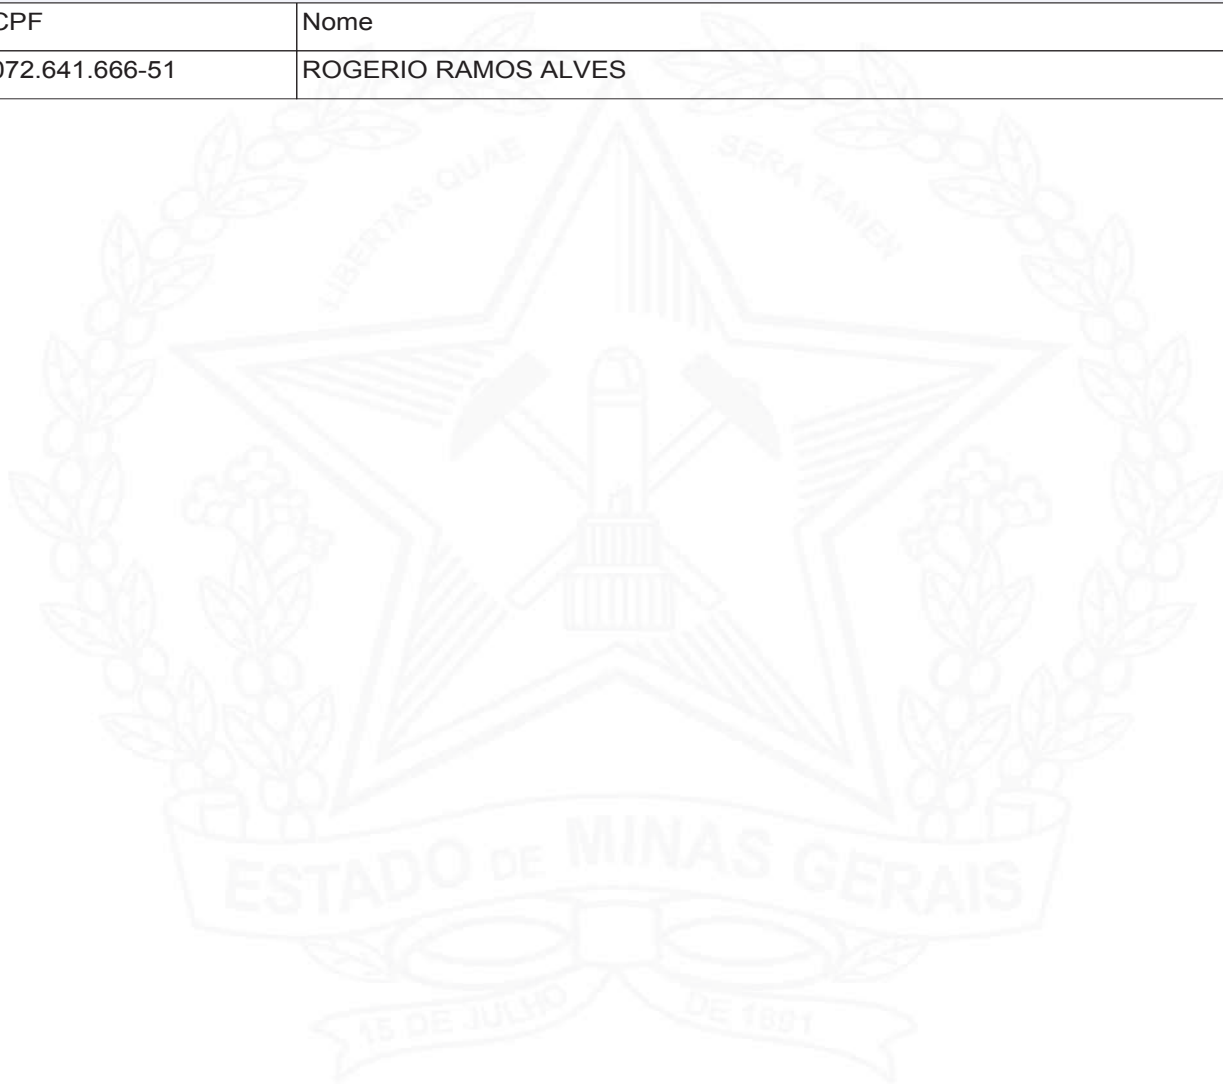 CPF Nome
072.641.666-51 ROGERIO RAMOS ALVES
LIBERTAS QUAE SERA TAMEN
ESTADO DE MINAS GERAIS
15 DE JULHO DE 1891